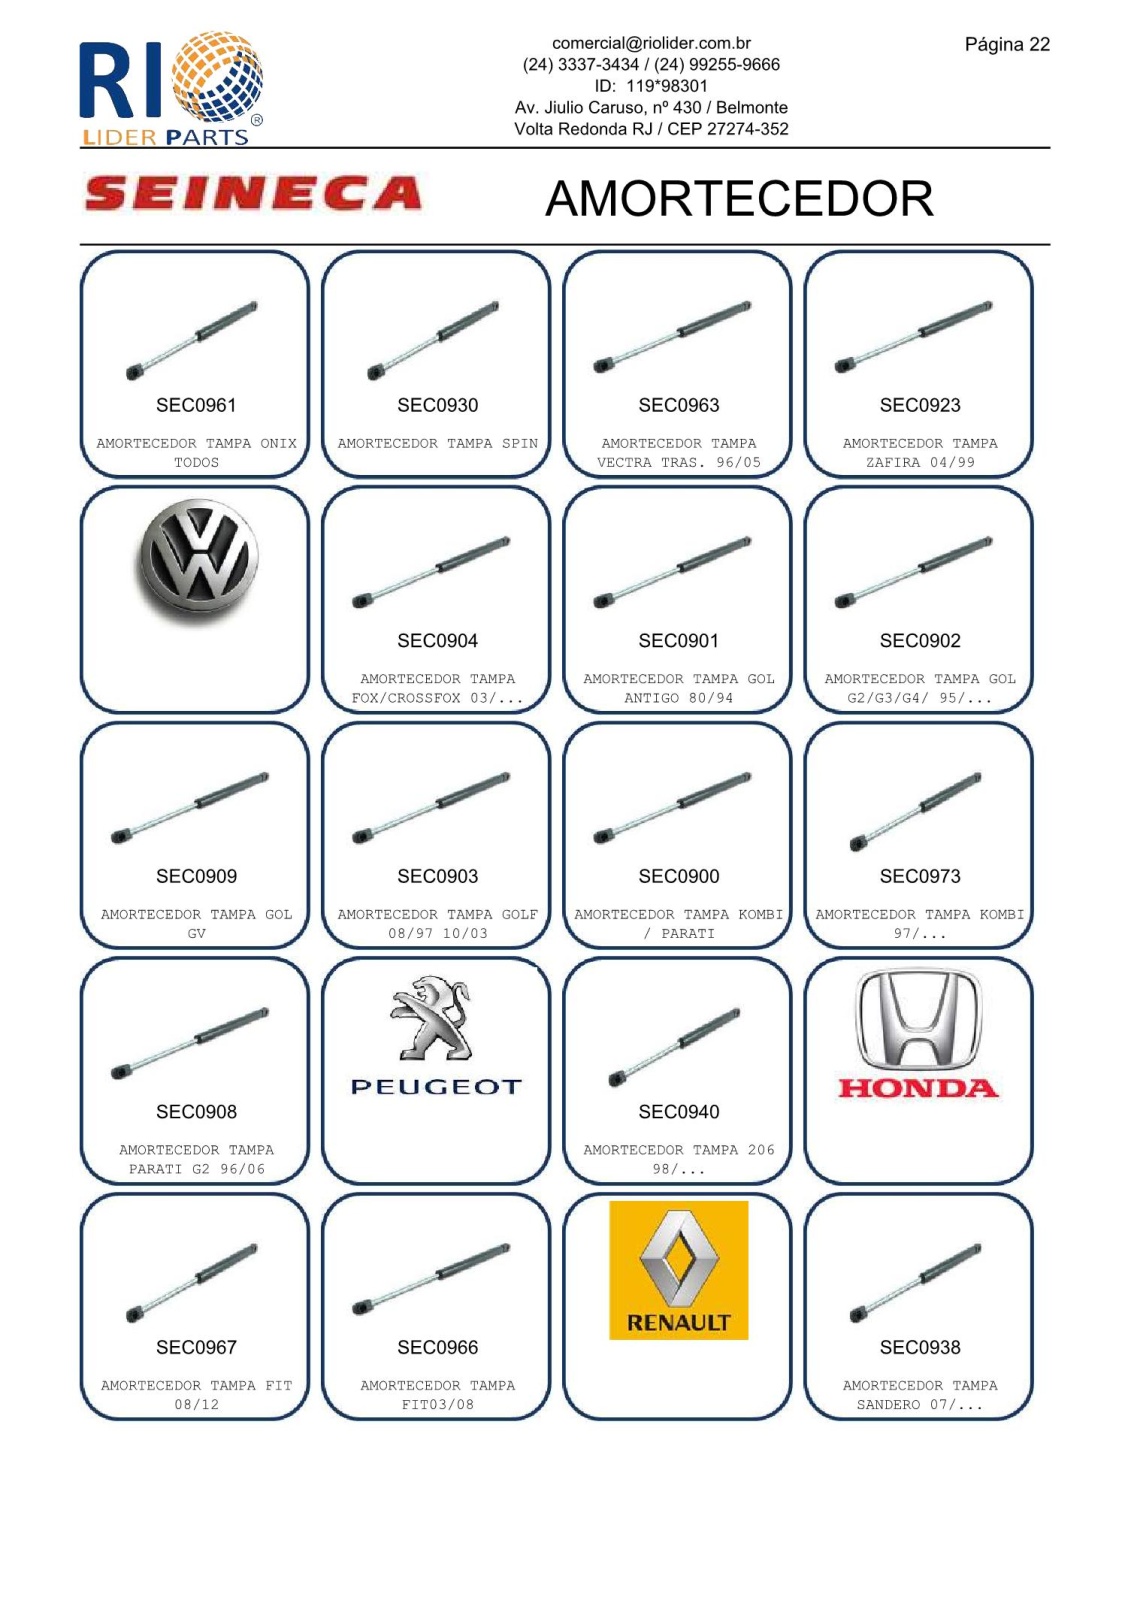 RIO
LIDER PARTS
®
comercial@riolider.com.br
(24) 3337-3434 / (24) 99255-9666
ID: 119*98301
Av. Jiulio Caruso, nº 430 / Belmonte
Volta Redonda RJ / CEP 27274-352
Página 22
SEINECA
AMORTECEDOR
SEC0961
AMORTECEDOR TAMPA ONIX
TODOS
SEC0930
AMORTECEDOR TAMPA SPIN
SEC0963
AMORTECEDOR TAMPA
VECTRA TRAS. 96/05
SEC0923
AMORTECEDOR TAMPA
ZAFIRA 04/99
VW
SEC0904
AMORTECEDOR TAMPA
FOX/CROSSFOX 03/...
SEC0901
AMORTECEDOR TAMPA GOL
ANTIGO 80/94
SEC0902
AMORTECEDOR TAMPA GOL
G2/G3/G4/ 95/...
SEC0909
AMORTECEDOR TAMPA GOL
GV
SEC0903
AMORTECEDOR TAMPA GOLF
08/97 10/03
SEC0900
AMORTECEDOR TAMPA KOMBI
/ PARATI
SEC0973
AMORTECEDOR TAMPA KOMBI
97/...
SEC0908
AMORTECEDOR TAMPA
PARATI G2 96/06
PEUGEOT
SEC0940
AMORTECEDOR TAMPA 206
98/...
HONDA
SEC0967
AMORTECEDOR TAMPA FIT
08/12
SEC0966
AMORTECEDOR TAMPA
FIT03/08
RENAULT
SEC0938
AMORTECEDOR TAMPA
SANDERO 07/...